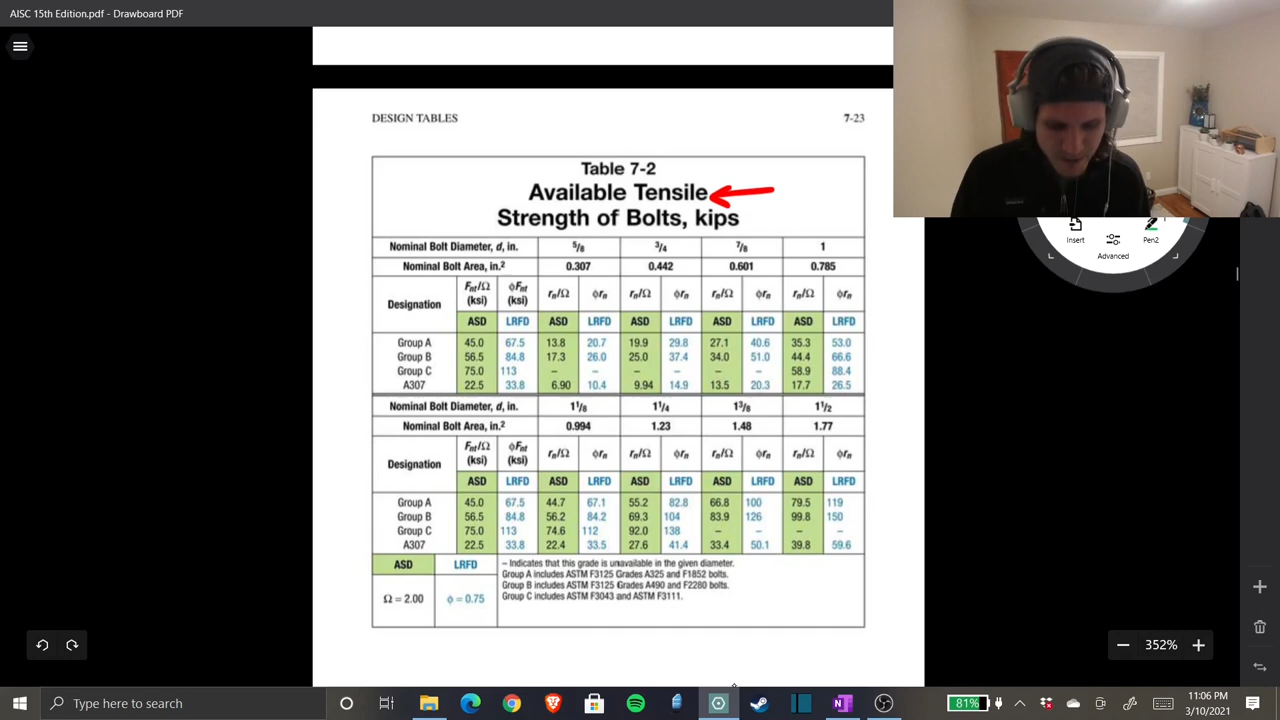 AISC 15th Edition.pdf - Drawboard PDF
DESIGN TABLES 7-23
Table 7-2
Available Tensile
Strength of Bolts, kips
Nominal Bolt Diameter, d, in. 5/8 3/4 7/8 1
Nominal Bolt Area, in.² 0.307 0.442 0.601 0.785
Designation Fnt/Ω (ksi) ϕFnt (ksi) rn/Ω ϕrn rn/Ω ϕrn rn/Ω ϕrn rn/Ω ϕrn
ASD LRFD ASD LRFD ASD LRFD ASD LRFD ASD LRFD
Group A 45.0 67.5 13.8 20.7 19.9 29.8 27.1 40.6 35.3 53.0
Group B 56.5 84.8 17.3 26.0 25.0 37.4 34.0 51.0 44.4 66.6
Group C 75.0 113 – – – – – – 58.9 88.4
A307 22.5 33.8 6.90 10.4 9.94 14.9 13.5 20.3 17.7 26.5
Nominal Bolt Diameter, d, in. 1 1/8 1 1/4 1 3/8 1 1/2
Nominal Bolt Area, in.² 0.994 1.23 1.48 1.77
Designation Fnt/Ω (ksi) ϕFnt (ksi) rn/Ω ϕrn rn/Ω ϕrn rn/Ω ϕrn rn/Ω ϕrn
ASD LRFD ASD LRFD ASD LRFD ASD LRFD ASD LRFD
Group A 45.0 67.5 44.7 67.1 55.2 82.8 66.8 100 79.5 119
Group B 56.5 84.8 56.2 84.2 69.3 104 83.9 126 99.8 150
Group C 75.0 113 74.6 112 92.0 138 – – – –
A307 22.5 33.8 22.4 33.5 27.6 41.4 33.4 50.1 39.8 59.6
ASD LRFD
Ω = 2.00 ϕ = 0.75
– Indicates that this grade is unavailable in the given diameter.
Group A includes ASTM F3125 Grades A325 and F1852 bolts.
Group B includes ASTM F3125 Grades A490 and F2280 bolts.
Group C includes ASTM F3043 and ASTM F3111.
Insert
Advanced
Pen2
352%
Type here to search
81%
11:06 PM
3/10/2021